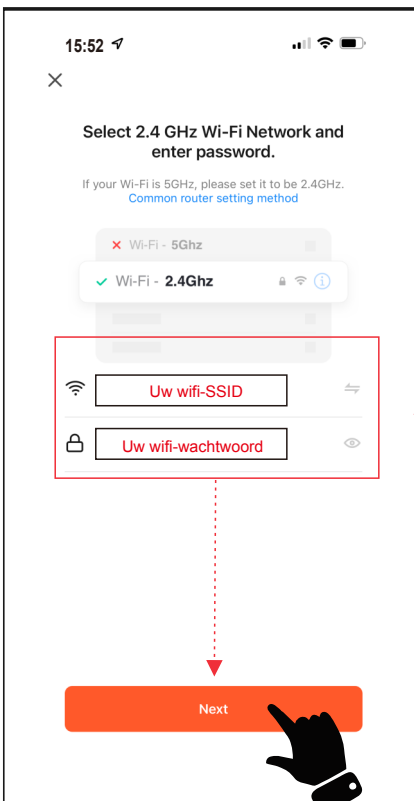 15:52
Select 2.4 GHz Wi-Fi Network and
enter password.
If your Wi-Fi is 5GHz, please set it to be 2.4GHz.
Common router setting method
Wi-Fi - 5Ghz
Wi-Fi - 2.4Ghz
Uw wifi-SSID
Uw wifi-wachtwoord
Next